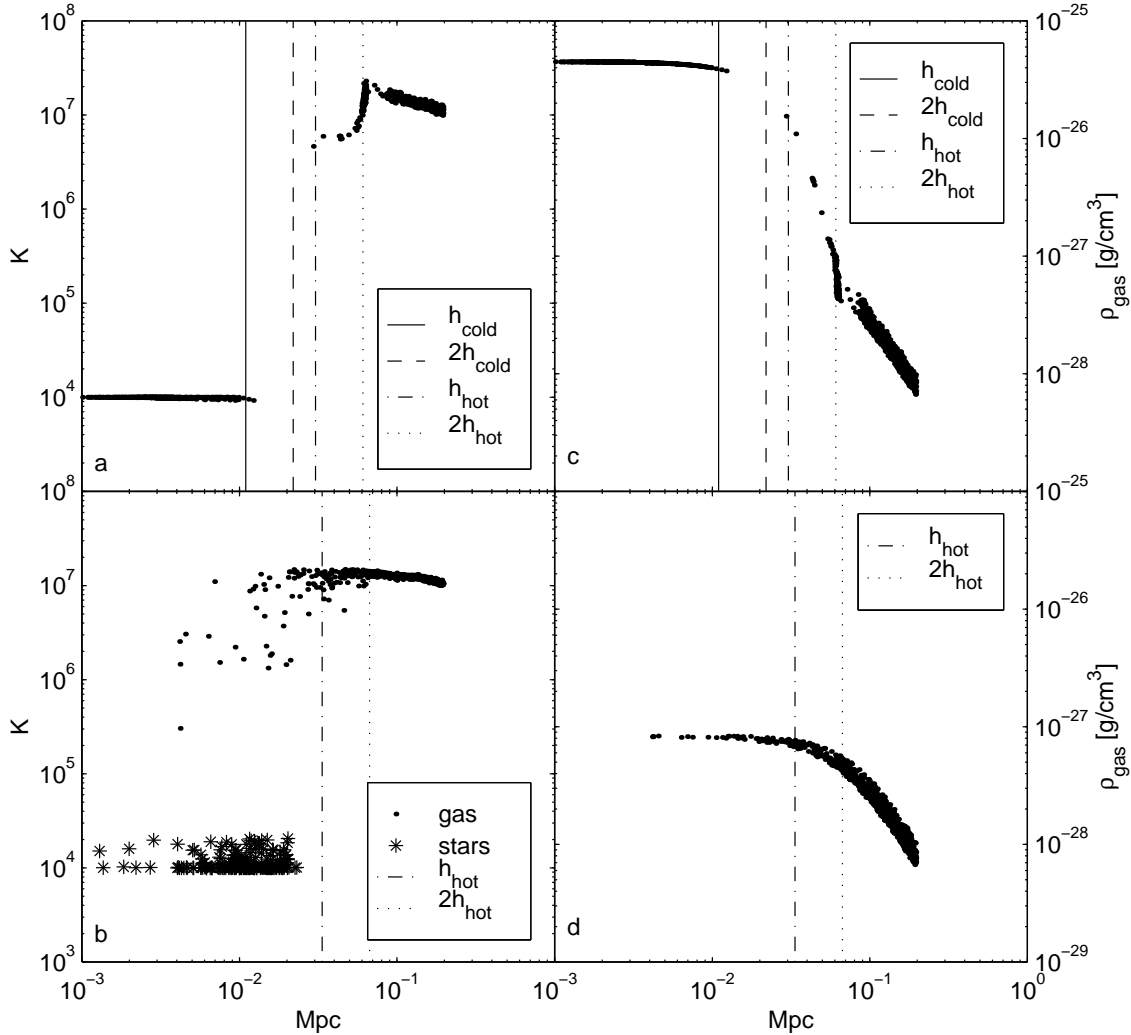 10^8
10^7
10^6
10^5
10^4
10^8
K
a
h_cold
2h_cold
h_hot
2h_hot
10^-25
10^-26
10^-27
10^-28
10^-25
ρ_gas [g/cm^3]
c
h_cold
2h_cold
h_hot
2h_hot
10^7
10^6
10^5
10^4
10^3
K
b
gas
stars
h_hot
2h_hot
10^-3
10^-2
10^-1
Mpc
10^-26
10^-27
10^-28
10^-29
ρ_gas [g/cm^3]
d
h_hot
2h_hot
10^-3
10^-2
10^-1
10^0
Mpc